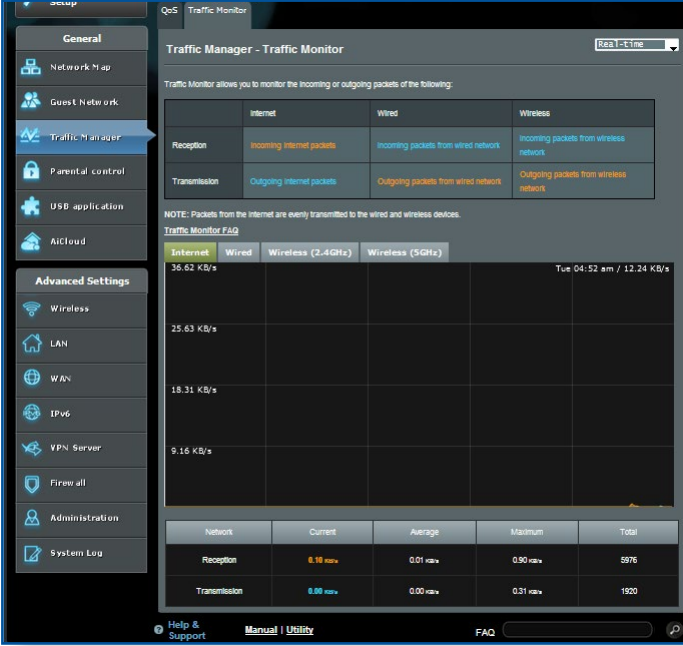 Setup
QoS Traffic Monitor
General
Network Map
Guest Network
Traffic Manager
Parental control
USB application
AiCloud
Advanced Settings
Wireless
LAN
WAN
IPv6
VPN Server
Firewall
Administration
System Log
Traffic Manager - Traffic Monitor
Real-time
Traffic Monitor allows you to monitor the incoming or outgoing packets of the following:
Internet Wired Wireless
Reception Incoming Internet packets Incoming packets from wired network Incoming packets from wireless
network
Transmission Outgoing Internet packets Outgoing packets from wired network Outgoing packets from wireless
network
NOTE: Packets from the Internet are evenly transmitted to the wired and wireless devices.
Traffic Monitor FAQ
Internet Wired Wireless (2.4GHz) Wireless (5GHz)
36.62 KB/s Tue 04:52 am / 12.24 KB/s
25.63 KB/s
18.31 KB/s
9.16 KB/s
Network Current Average Maximum Total
Reception 0.10 KB/s 0.01 KB/s 0.90 KB/s 5976
Transmission 0.00 KB/s 0.00 KB/s 0.31 KB/s 1920
Help &
Support
Manual | Utility FAQ